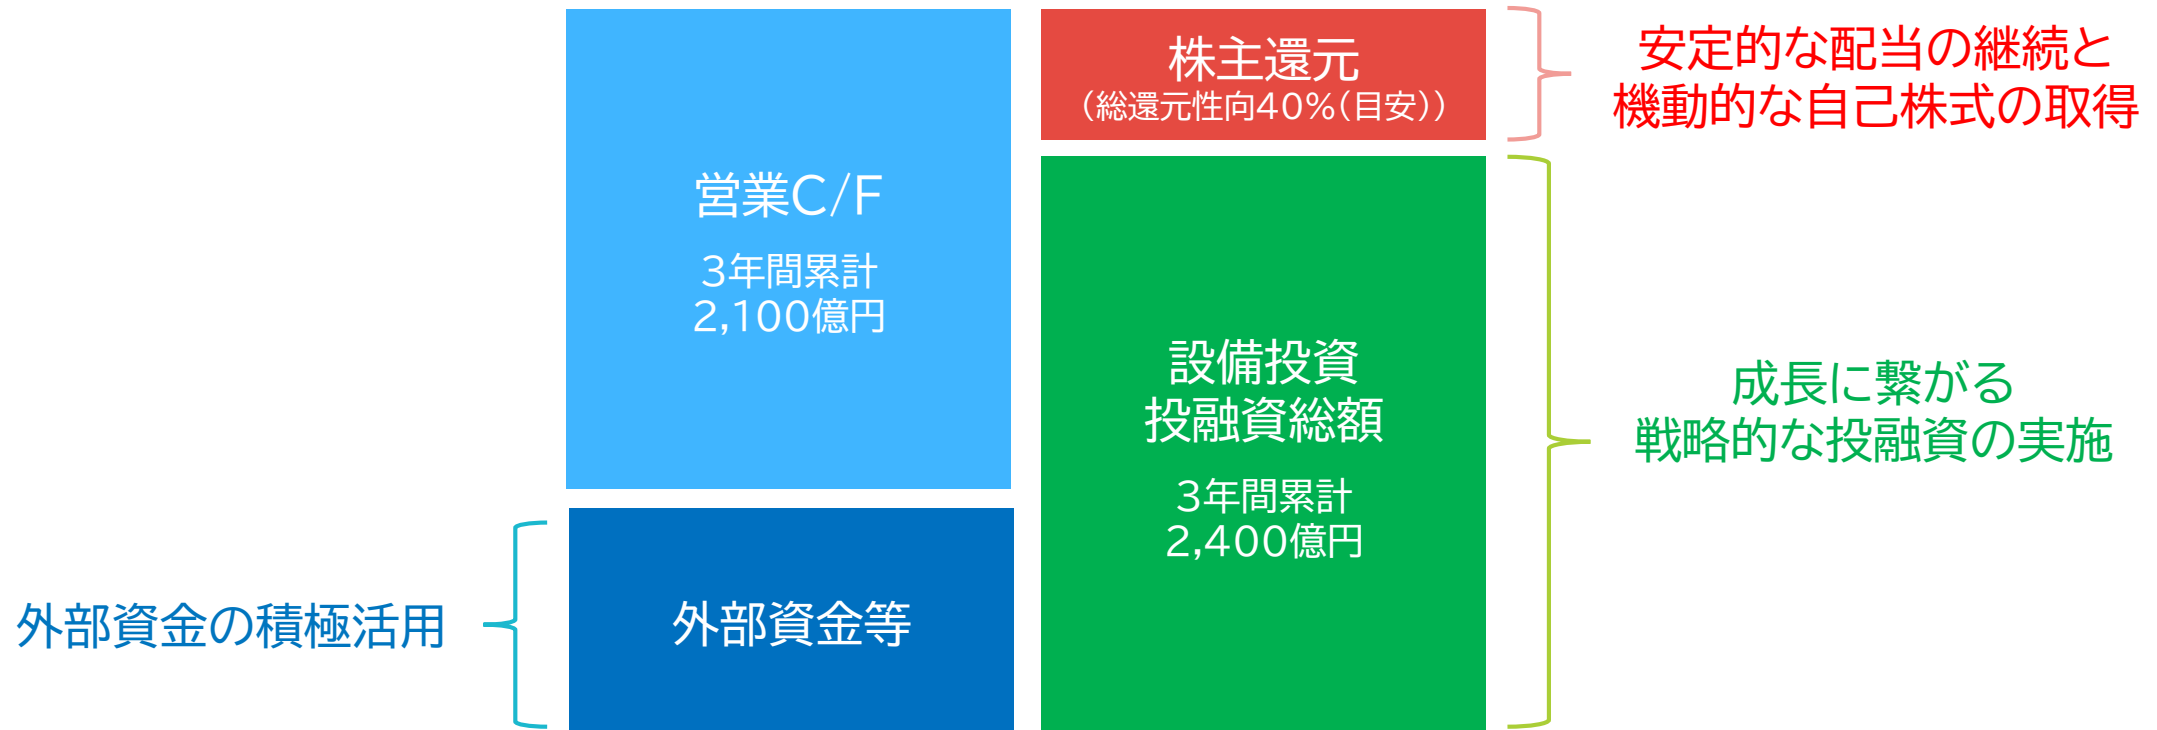 営業C/F
3年間累計
2,100億円
外部資金等
外部資金の積極活用
株主還元
(総還元性向40%(目安))
設備投資
投融資総額
3年間累計
2,400億円
安定的な配当の継続と
機動的な自己株式の取得
成長に繋がる
戦略的な投融資の実施